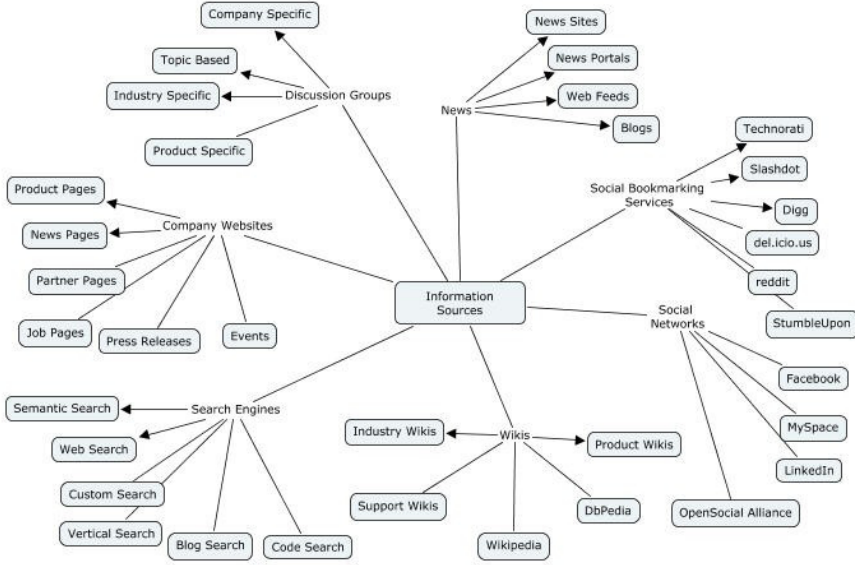 Company Specific
Topic Based
Industry Specific
Discussion Groups
Product Specific
News Sites
News Portals
Web Feeds
News
Blogs
Technorati
Slashdot
Social Bookmarking
Services
Digg
del.icio.us
reddit
StumbleUpon
Product Pages
Company Websites
News Pages
Partner Pages
Job Pages
Press Releases
Events
Information
Sources
Social
Networks
Facebook
MySpace
LinkedIn
OpenSocial Alliance
Semantic Search
Search Engines
Web Search
Custom Search
Vertical Search
Blog Search
Code Search
Industry Wikis
Wikis
Product Wikis
Support Wikis
DbPedia
Wikipedia